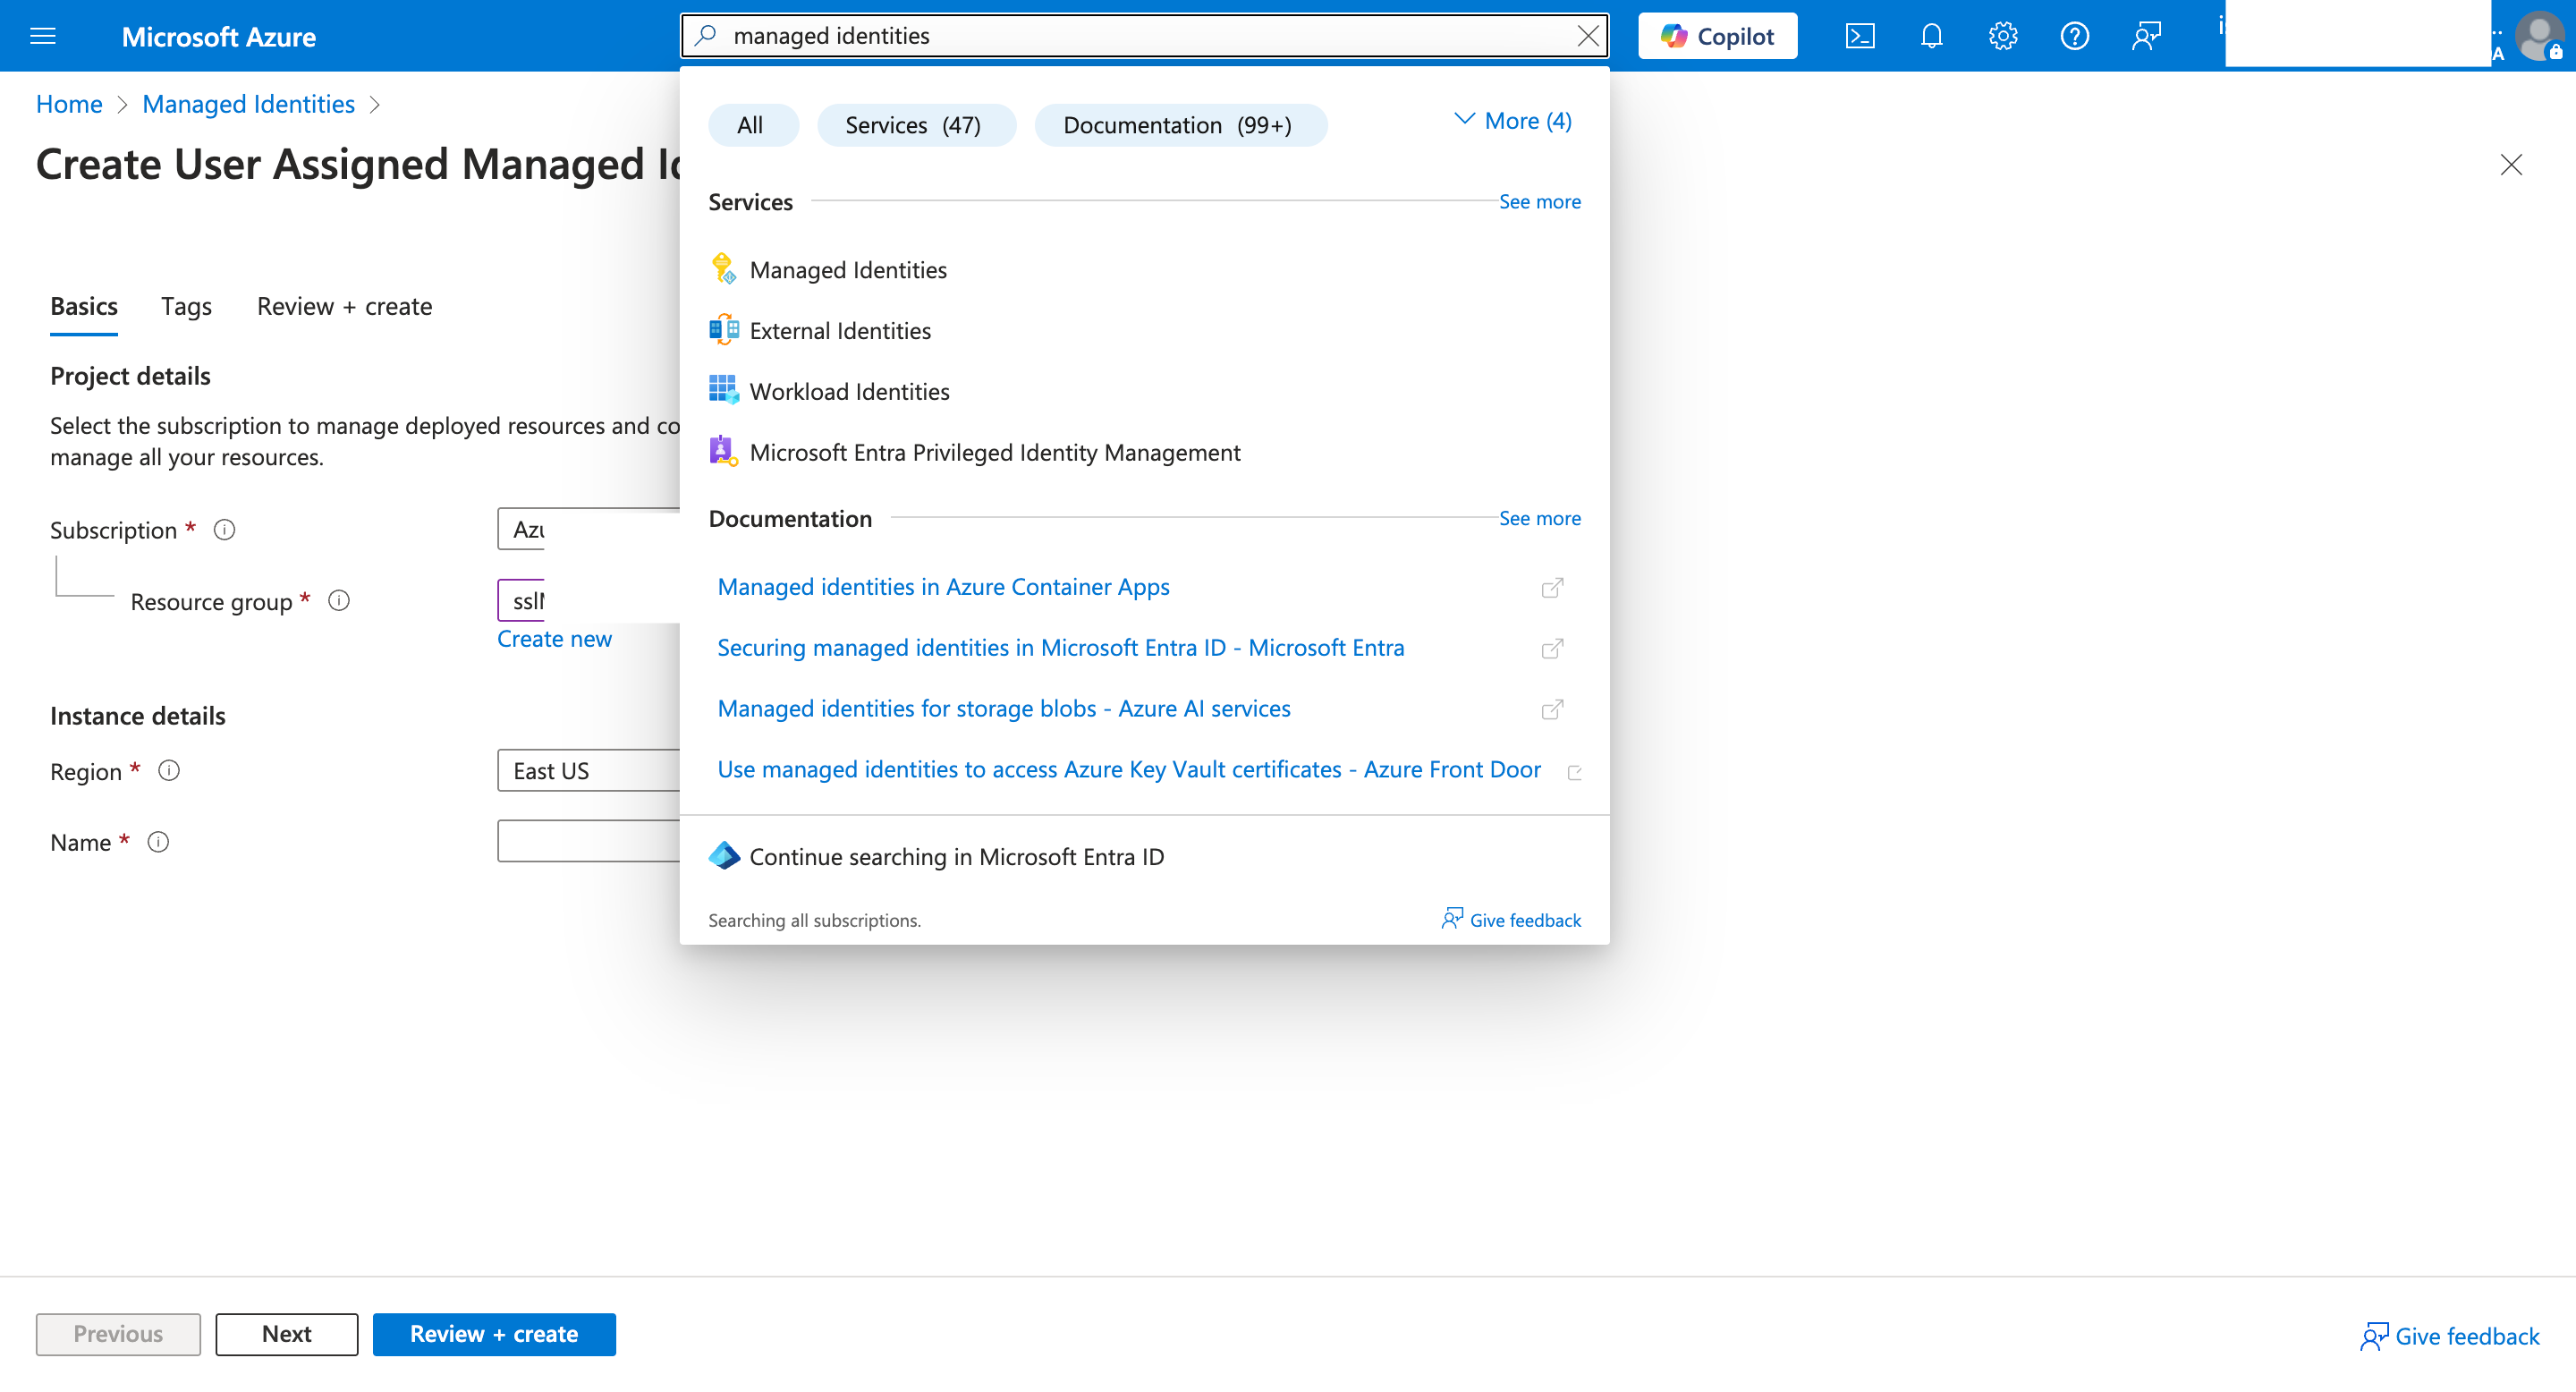 Microsoft Azure
managed identities
Copilot
Home
Managed Identities
Create User Assigned Managed
All
Services (47)
Documentation (99+)
More (4)
Services
See more
Managed Identities
External Identities
Workload Identities
Microsoft Entra Privileged Identity Management
Documentation
See more
Managed identities in Azure Container Apps
Securing managed identities in Microsoft Entra ID - Microsoft Entra
Managed identities for storage blobs - Azure AI services
Use managed identities to access Azure Key Vault certificates - Azure Front Door
Continue searching in Microsoft Entra ID
Searching all subscriptions.
Give feedback
Basics
Tags
Review + create
Project details
Select the subscription to manage deployed resources and
manage all your resources.
Subscription *
Resource group *
Create new
Instance details
Region *
East US
Name *
Previous
Next
Review + create
Give feedback